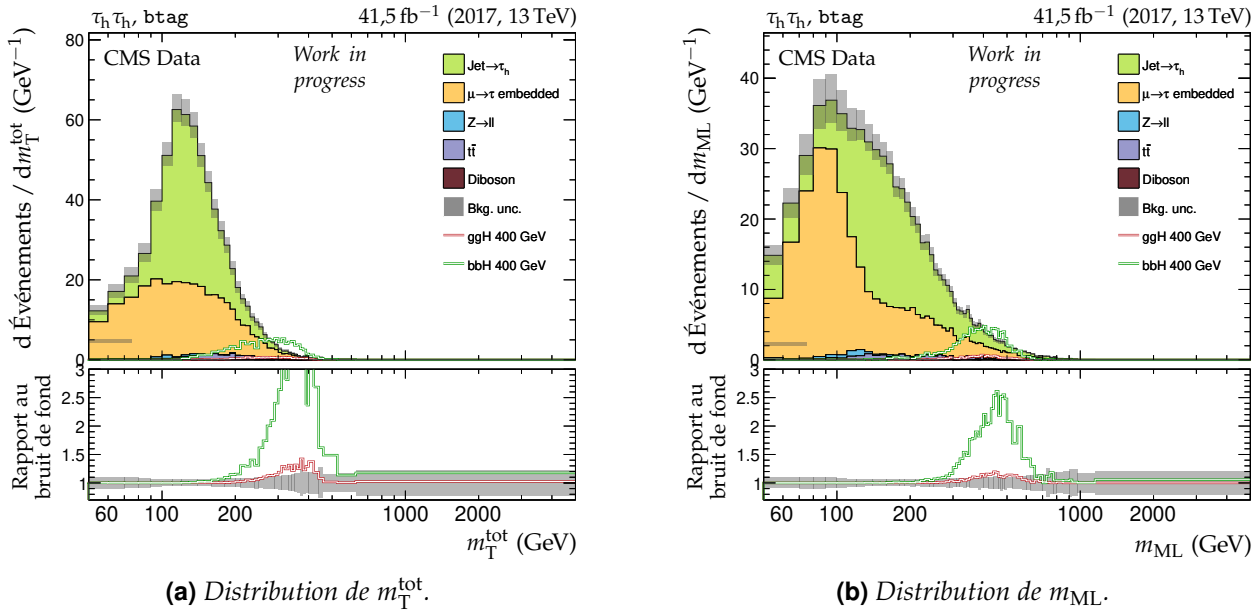 τ_hτ_h, btag 41,5 fb⁻¹ (2017, 13 TeV)
CMS Data
Work in
progress
Jet→τ_h
μ→τ embedded
Z→ll
tt̄
Diboson
Bkg. unc.
ggH 400 GeV
bbH 400 GeV
d Événements / dm_T^tot (GeV⁻¹)
80
60
40
20
0
Rapport au
bruit de fond
3
2.5
2
1.5
1
60 100 200 1000 2000
m_T^tot (GeV)
(a) Distribution de m_T^tot.
τ_hτ_h, btag 41,5 fb⁻¹ (2017, 13 TeV)
CMS Data
Work in
progress
Jet→τ_h
μ→τ embedded
Z→ll
tt̄
Diboson
Bkg. unc.
ggH 400 GeV
bbH 400 GeV
d Événements / dm_ML (GeV⁻¹)
40
30
20
10
0
Rapport au
bruit de fond
3
2.5
2
1.5
1
60 100 200 1000 2000
m_ML (GeV)
(b) Distribution de m_ML.